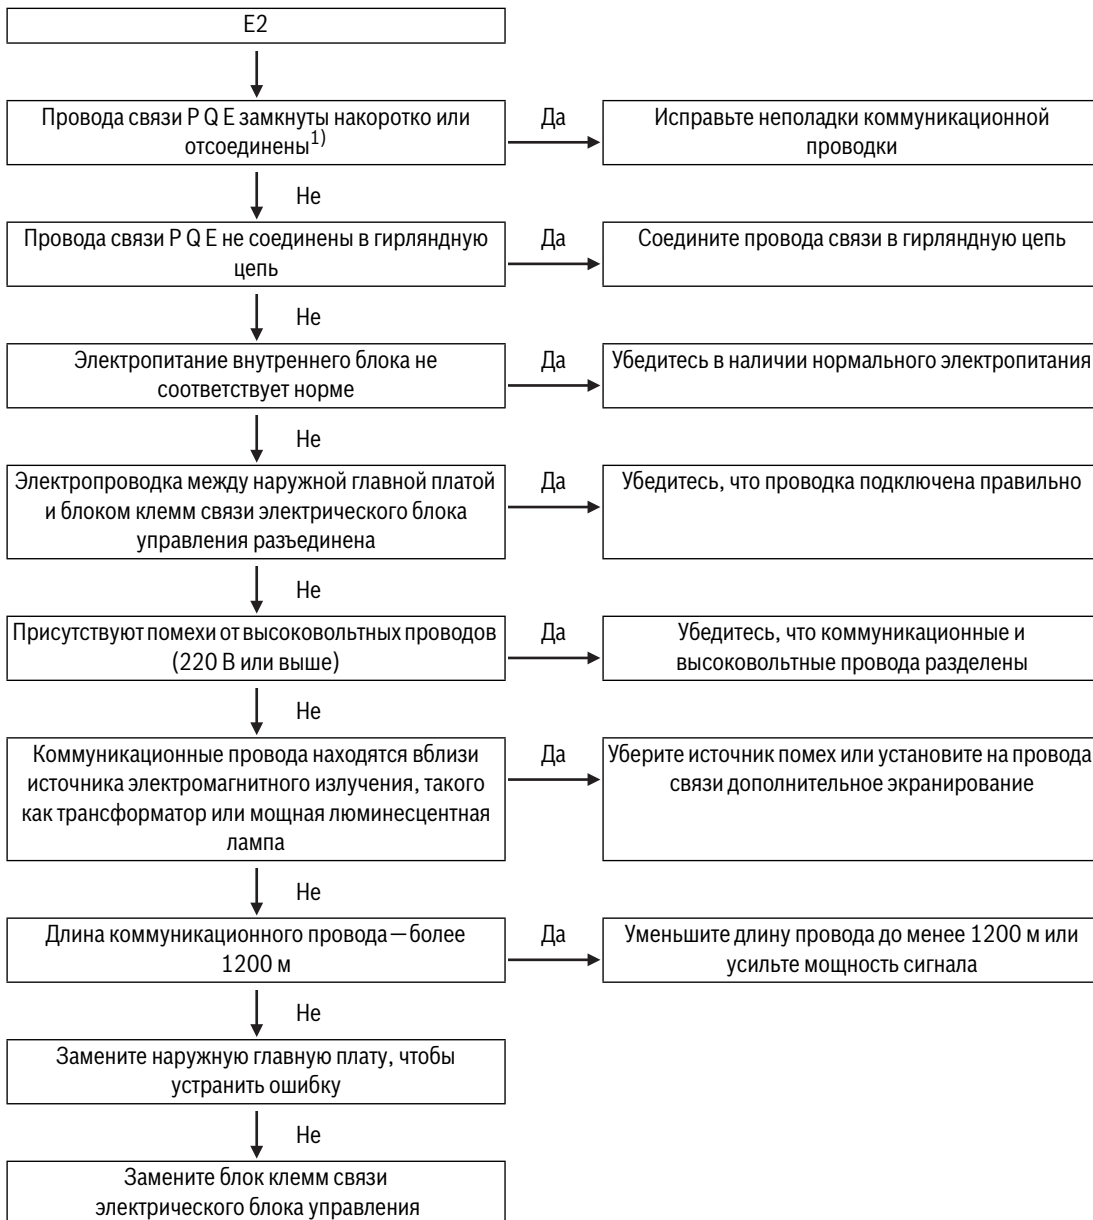 E2
Провода связи P Q E замкнуты накоротко или
отсоединены1)
Да
Исправьте неполадки коммуникационной
проводки
Не
Провода связи P Q E не соединены в гирляндную
цепь
Да
Соедините провода связи в гирляндную цепь
Не
Электропитание внутреннего блока не
соответствует норме
Да
Убедитесь в наличии нормального электропитания
Не
Электропроводка между наружной главной платой
и блоком клемм связи электрического блока
управления разъединена
Да
Убедитесь, что проводка подключена правильно
Не
Присутствуют помехи от высоковольтных проводов
(220 В или выше)
Да
Убедитесь, что коммуникационные и
высоковольтные провода разделены
Не
Коммуникационные провода находятся вблизи
источника электромагнитного излучения, такого
как трансформатор или мощная люминесцентная
лампа
Да
Уберите источник помех или установите на провода
связи дополнительное экранирование
Не
Длина коммуникационного провода — более
1200 м
Да
Уменьшите длину провода до менее 1200 м или
усильте мощность сигнала
Не
Замените наружную главную плату, чтобы
устранить ошибку
Не
Замените блок клемм связи
электрического блока управления